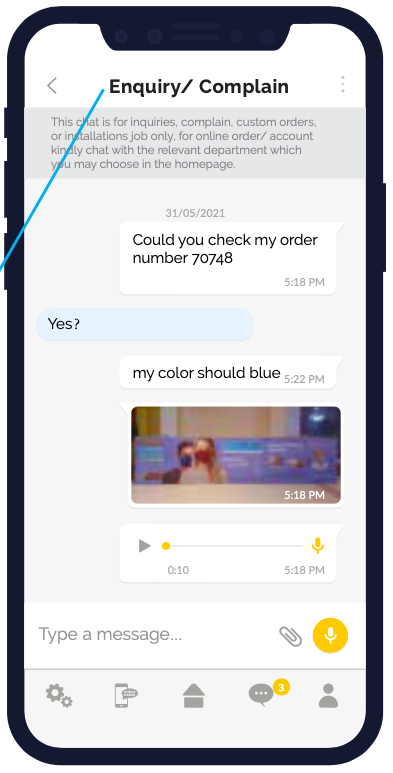 Enquiry/ Complain
This chat is for inquiries, complain, custom orders,
or installations job only, for online order/ account
kindly chat with the relevant department which
you may choose in the homepage.
31/05/2021
Could you check my order
number 70748
5:18 PM
Yes?
my color should blue 5:22 PM
5:18 PM
0:10 5:18 PM
Type a message...
3